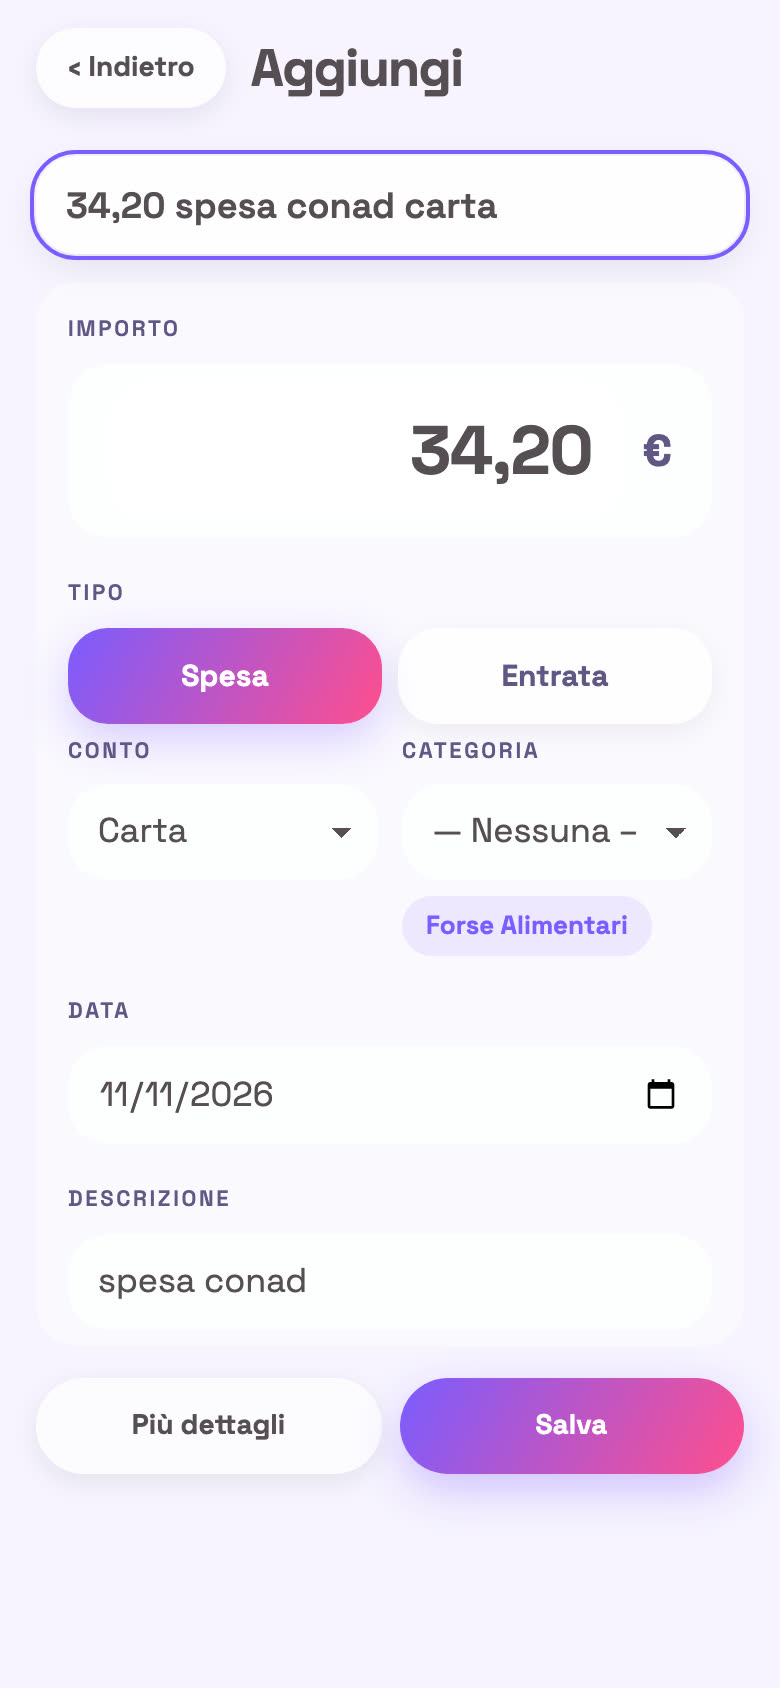 < Indietro
Aggiungi
34,20 spesa conad carta
IMPORTO
34,20 €
TIPO
Spesa
Entrata
CONTO
CATEGORIA
Carta
— Nessuna –
Forse Alimentari
DATA
11/11/2026
DESCRIZIONE
spesa conad
Più dettagli
Salva